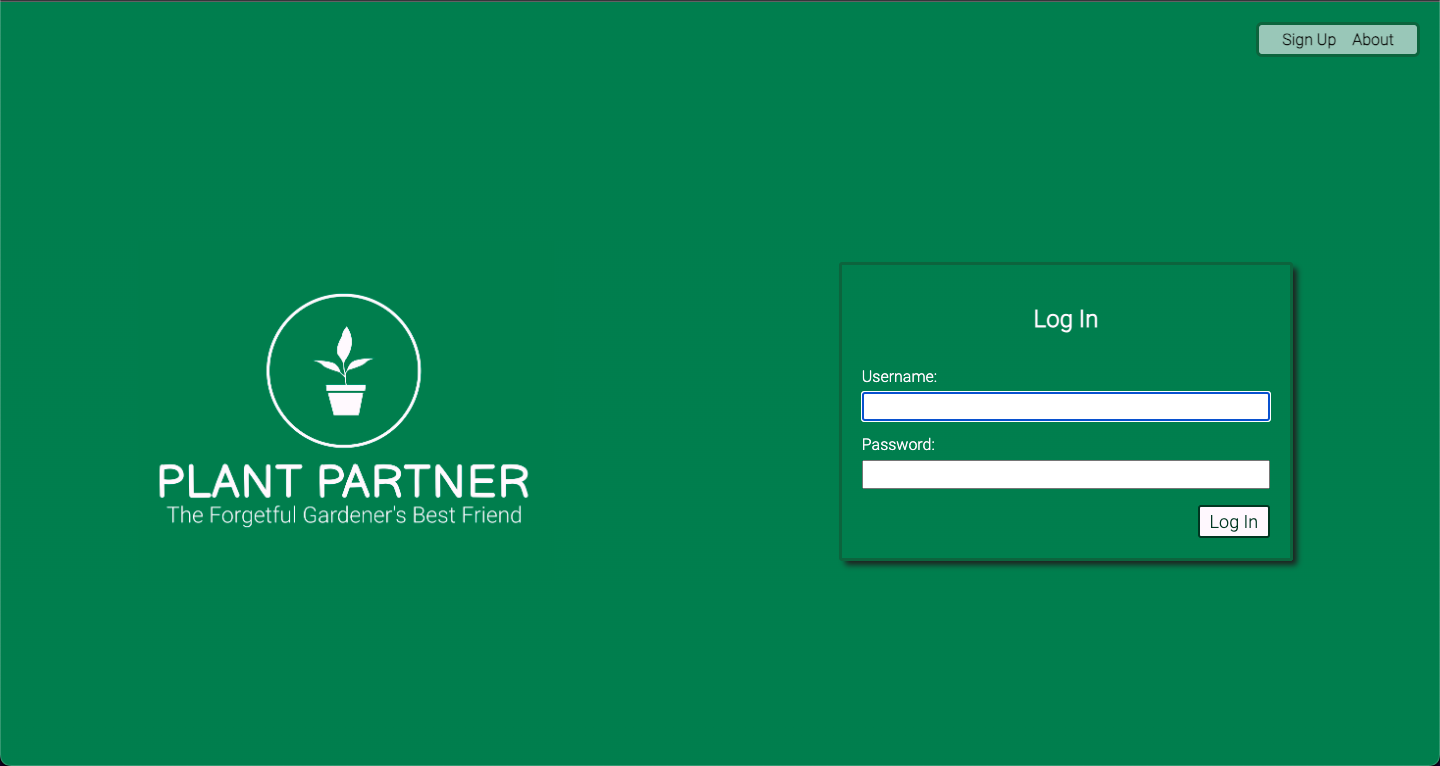 Sign Up About
PLANT PARTNER
The Forgetful Gardener's Best Friend
Log In
Username:
Password:
Log In